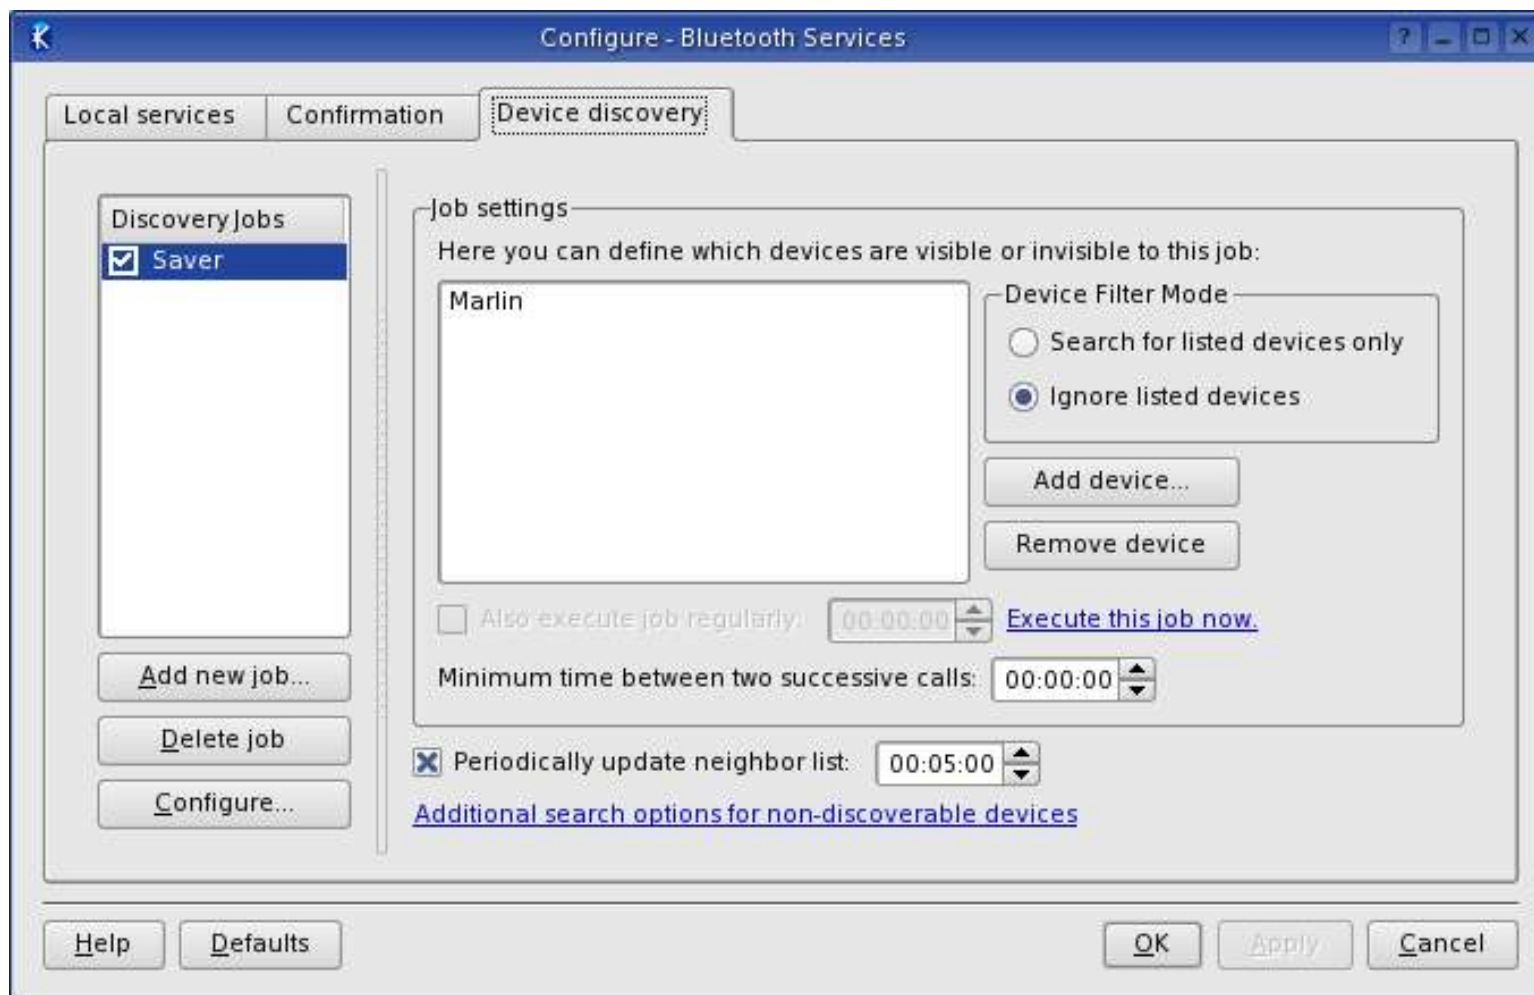 Configure - Bluetooth Services
Local services
Confirmation
Device discovery
Discovery Jobs
Saver
Add new job...
Delete job
Configure...
Job settings
Here you can define which devices are visible or invisible to this job:
Marlin
Device Filter Mode
Search for listed devices only
Ignore listed devices
Add device...
Remove device
Also execute job regularly: 00:00:00 Execute this job now.
Minimum time between two successive calls: 00:00:00
Periodically update neighbor list: 00:05:00
Additional search options for non-discoverable devices
Help
Defaults
OK
Apply
Cancel